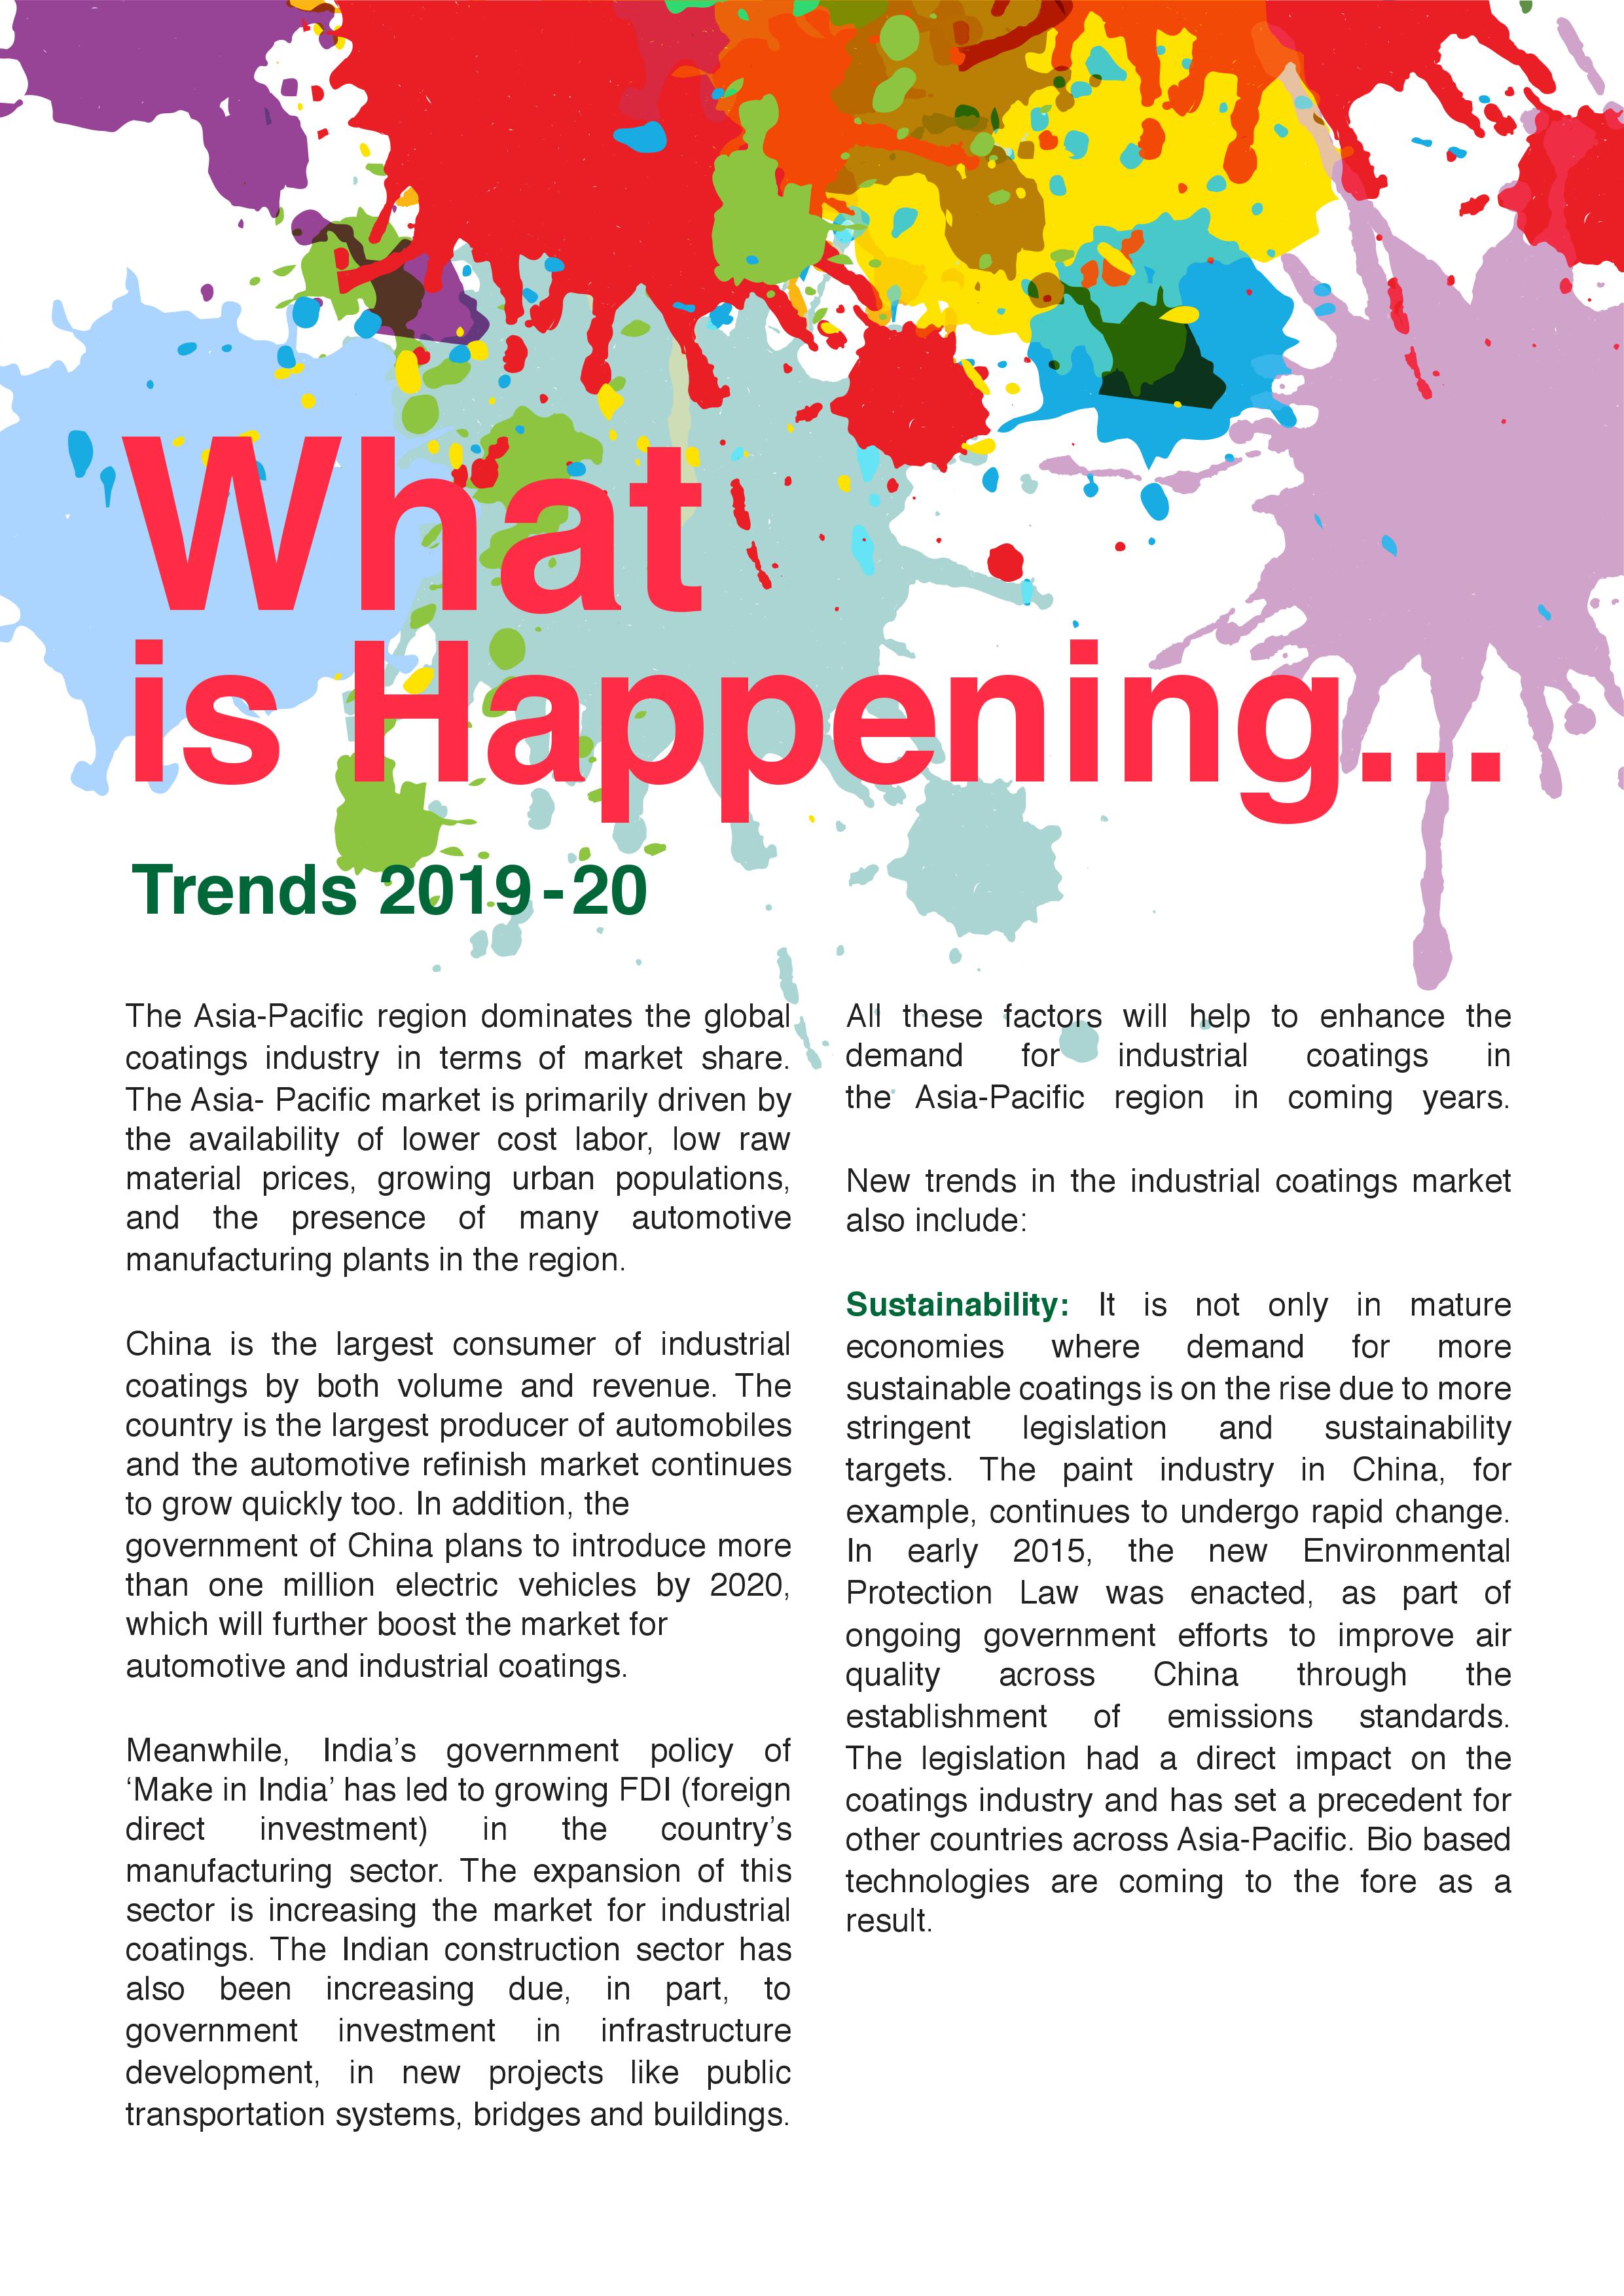 What
is Happening...
Trends 2019-20
The Asia-Pacific region dominates the global
coatings industry in terms of market share.
The Asia- Pacific market is primarily driven by
the availability of lower cost labor, low raw
material prices, growing urban populations,
and the presence of many automotive
manufacturing plants in the region.
China is the largest consumer of industrial
coatings by both volume and revenue. The
country is the largest producer of automobiles
and the automotive refinish market continues
to grow quickly too. In addition, the
government of China plans to introduce more
than one million electric vehicles by 2020,
which will further boost the market for
automotive and industrial coatings.
Meanwhile, India’s government policy of
‘Make in India’ has led to growing FDI (foreign
direct investment) in the country’s
manufacturing sector. The expansion of this
sector is increasing the market for industrial
coatings. The Indian construction sector has
also been increasing due, in part, to
government investment in infrastructure
development, in new projects like public
transportation systems, bridges and buildings.
All these factors will help to enhance the
demand for industrial coatings in
the Asia-Pacific region in coming years.
New trends in the industrial coatings market
also include:
Sustainability: It is not only in mature
economies where demand for more
sustainable coatings is on the rise due to more
stringent legislation and sustainability
targets. The paint industry in China, for
example, continues to undergo rapid change.
In early 2015, the new Environmental
Protection Law was enacted, as part of
ongoing government efforts to improve air
quality across China through the
establishment of emissions standards.
The legislation had a direct impact on the
coatings industry and has set a precedent for
other countries across Asia-Pacific. Bio based
technologies are coming to the fore as a
result.